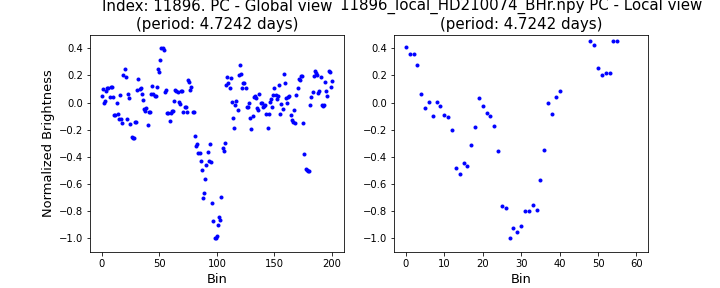 Index: 11896. PC - Global view
(period: 4.7242 days)
11896_local_HD210074_BHr.npy PC - Local view
(period: 4.7242 days)
Normalized Brightness
0.4
0.2
0.0
−0.2
−0.4
−0.6
−0.8
−1.0
0 50 100 150 200
Bin
0.4
0.2
0.0
−0.2
−0.4
−0.6
−0.8
−1.0
0 10 20 30 40 50 60
Bin